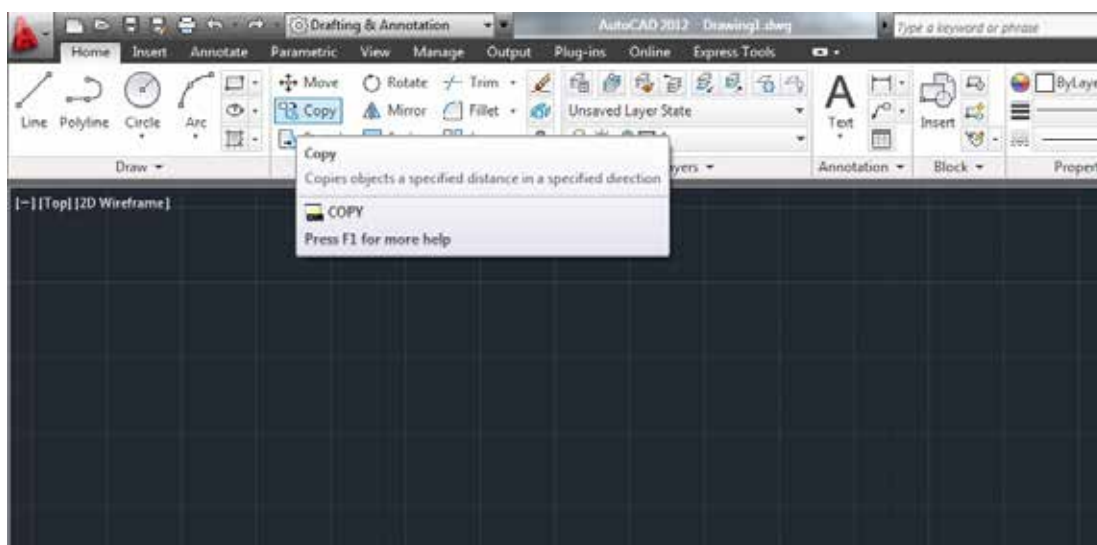 Drafting & Annotation
AutoCAD 2012 Drawing1.dwg
Type a keyword or phrase
Home Insert Annotate Parametric View Manage Output Plug-ins Online Express Tools
Line Polyline Circle Arc
Move Rotate Trim
Copy Mirror Fillet
Unsaved Layer State
Text
Insert
ByLaye
Draw
Annotation
Block
Propert
Copy
Copies objects a specified distance in a specified direction
COPY
Press F1 for more help
[−] [Top] [2D Wireframe]